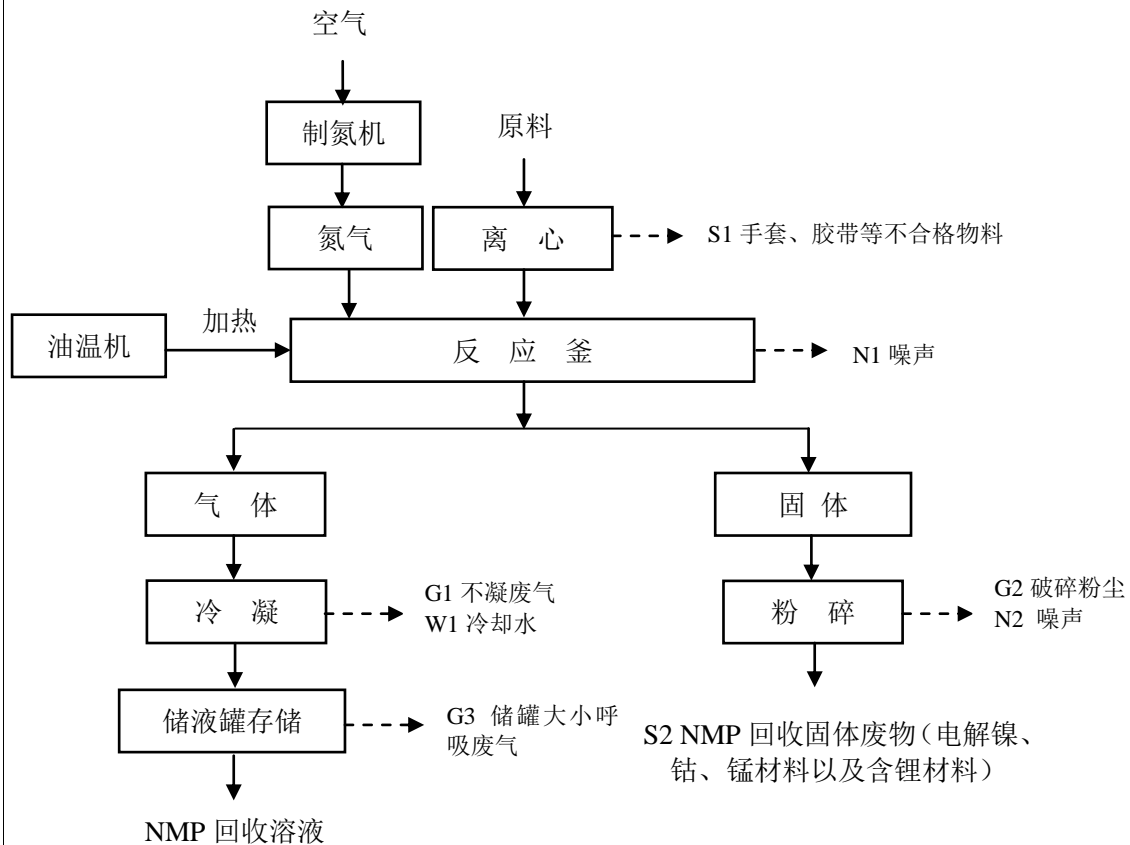 空气
制氮机
原料
氮气
离 心
S1 手套、胶带等不合格物料
油温机
加热
反 应 釜
N1 噪声
气 体
固 体
冷 凝
G1 不凝废气
W1 冷却水
粉 碎
G2 破碎粉尘
N2 噪声
储液罐存储
G3 储罐大小呼
吸废气
S2 NMP 回收固体废物（电解镍、
钴、锰材料以及含锂材料）
NMP 回收溶液